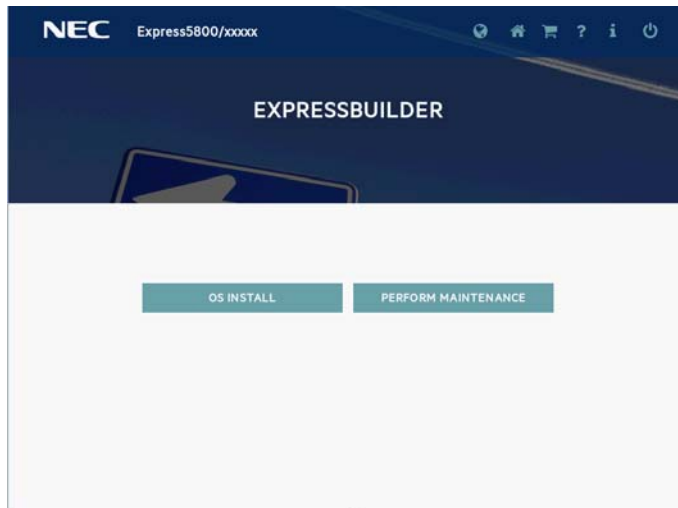 NEC Express5800/xxxxx ?
EXPRESSBUILDER
OS INSTALL PERFORM MAINTENANCE